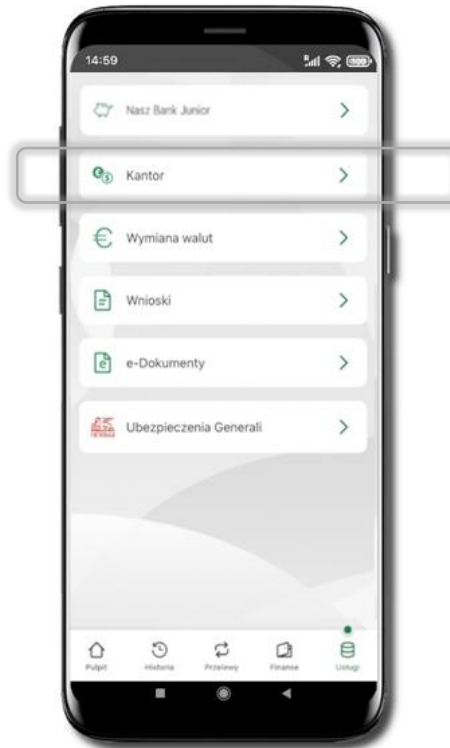 14:59
Nasz Bank Junior
Kantor
Wymiana walut
Wnioski
e-Dokumenty
Ubezpieczenia Generali
Pulpit Historia Przelewy Finanse Usługi